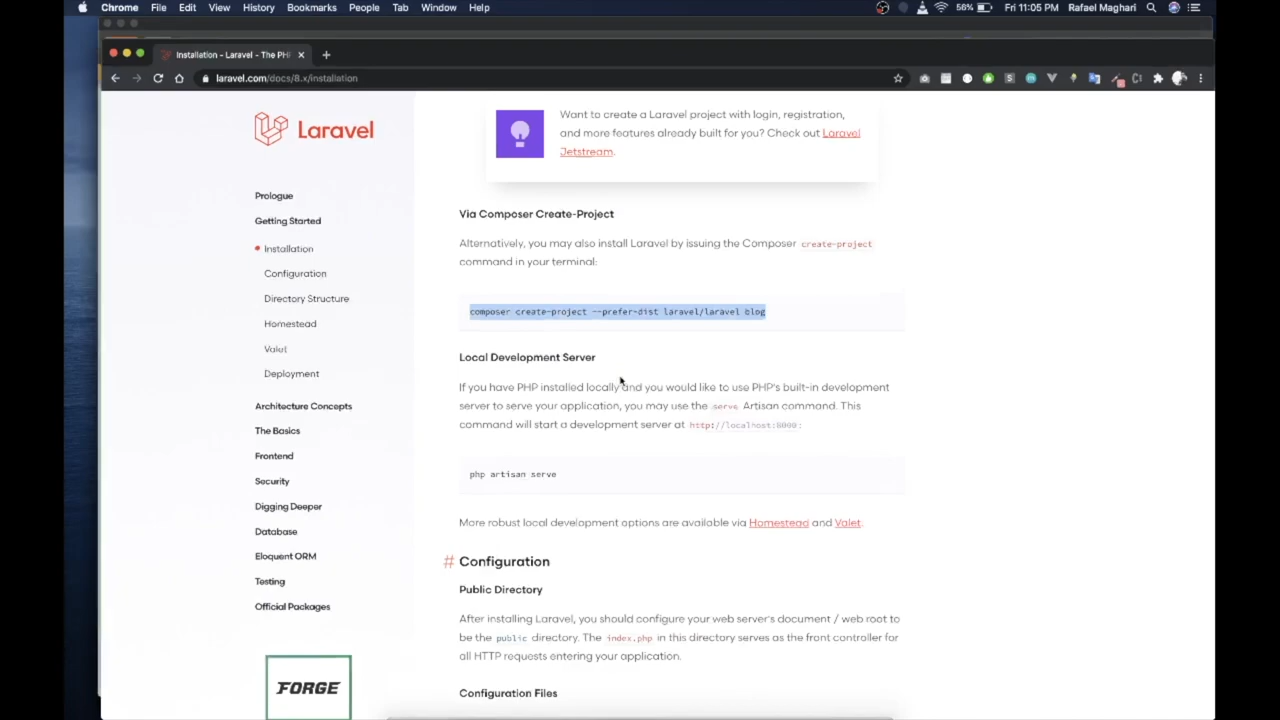 Chrome File Edit View History Bookmarks People Tab Window Help 56% Fri 11:05 PM Rafael Maghari
Installation - Laravel - The PHP
laravel.com/docs/8.x/installation
Laravel
Prologue
Getting Started
Installation
Configuration
Directory Structure
Homestead
Valet
Deployment
Architecture Concepts
The Basics
Frontend
Security
Digging Deeper
Database
Eloquent ORM
Testing
Official Packages
FORGE
Want to create a Laravel project with login, registration,
and more features already built for you? Check out Laravel
Jetstream.
Via Composer Create-Project
Alternatively, you may also install Laravel by issuing the Composer create-project
command in your terminal:
composer create-project --prefer-dist laravel/laravel blog
Local Development Server
If you have PHP installed locally and you would like to use PHP's built-in development
server to serve your application, you may use the serve Artisan command. This
command will start a development server at http://localhost:8000:
php artisan serve
More robust local development options are available via Homestead and Valet.
# Configuration
Public Directory
After installing Laravel, you should configure your web server's document / web root to
be the public directory. The index.php in this directory serves as the front controller for
all HTTP requests entering your application.
Configuration Files